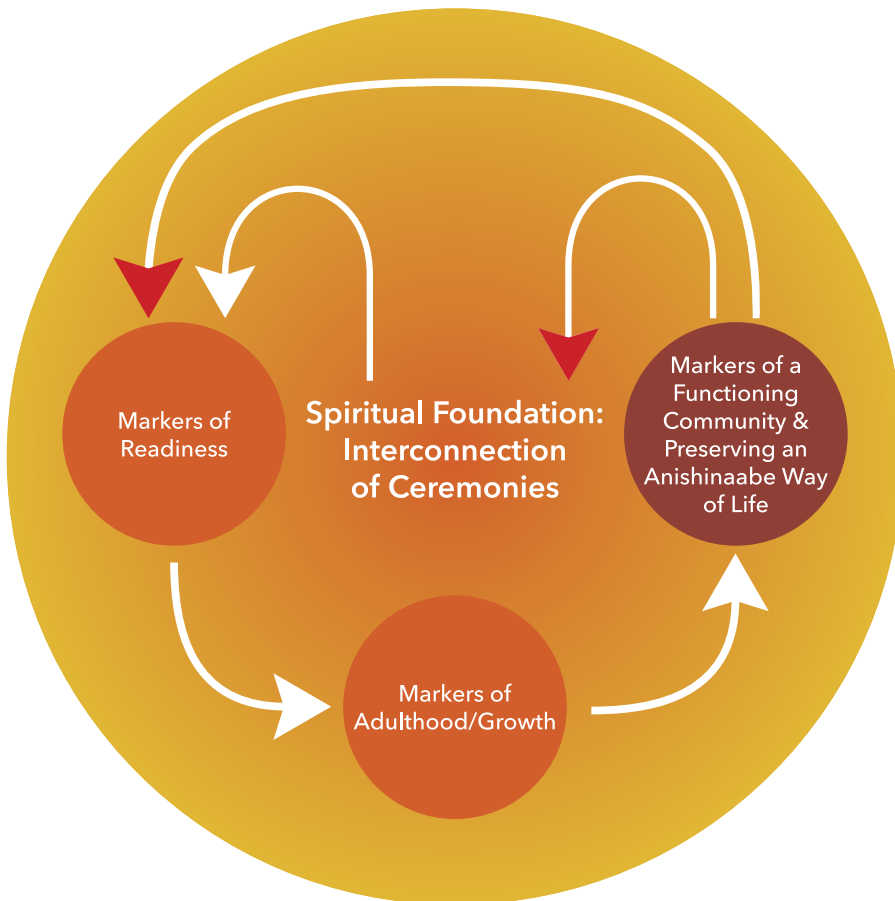 Markers of
Readiness
Spiritual Foundation:
Interconnection
of Ceremonies
Markers of a
Functioning
Community &
Preserving an
Anishinaabe Way
of Life
Markers of
Adulthood/Growth